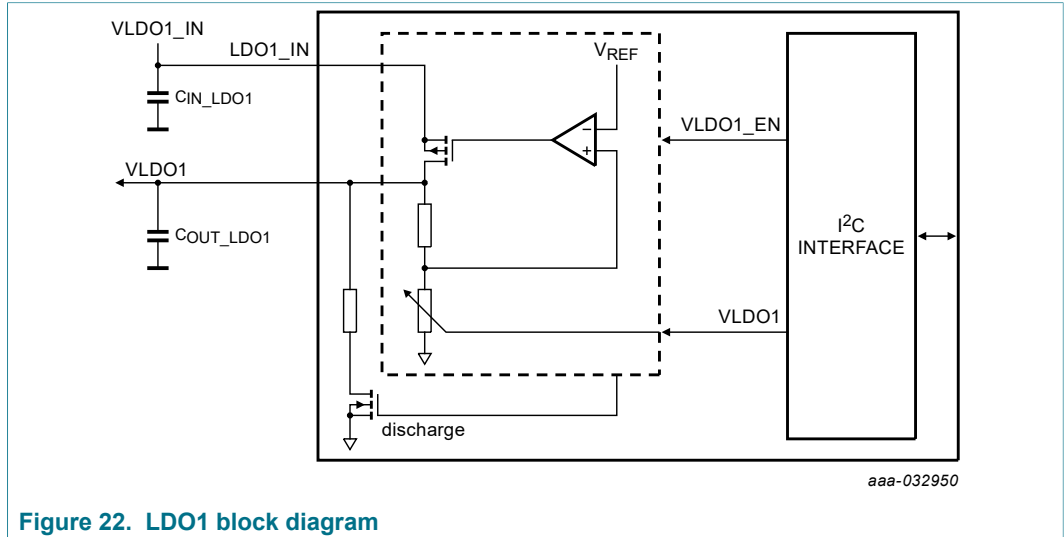 VLDO1_IN
LDO1_IN
VREF
CIN_LDO1
−
+
VLDO1_EN
VLDO1
COUT_LDO1
I2C
INTERFACE
VLDO1
discharge
aaa-032950
Figure 22. LDO1 block diagram